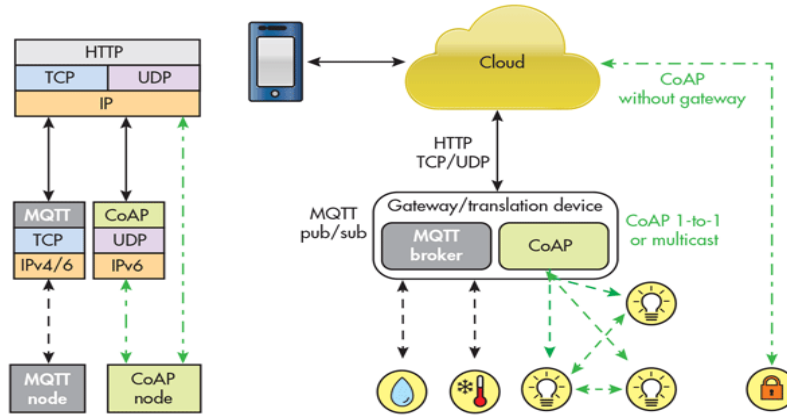 HTTP
TCP
UDP
IP
MQTT
TCP
IPv4/6
CoAP
UDP
IPv6
MQTT
node
CoAP
node
Cloud
CoAP
without gateway
HTTP
TCP/UDP
MQTT
pub/sub
Gateway/translation device
MQTT
broker
CoAP
CoAP 1-to-1
or multicast